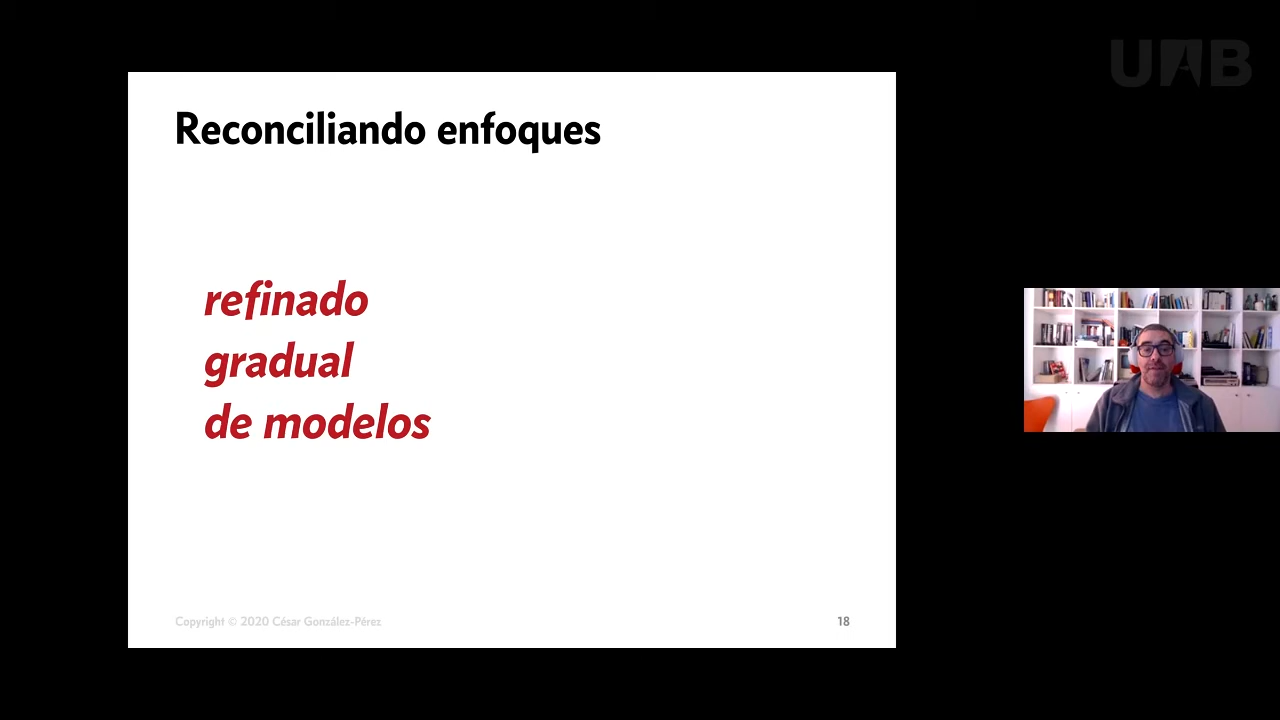 UAB
Reconciliando enfoques
refinado
gradual
de modelos
Copyright © 2020 César González-Pérez
18